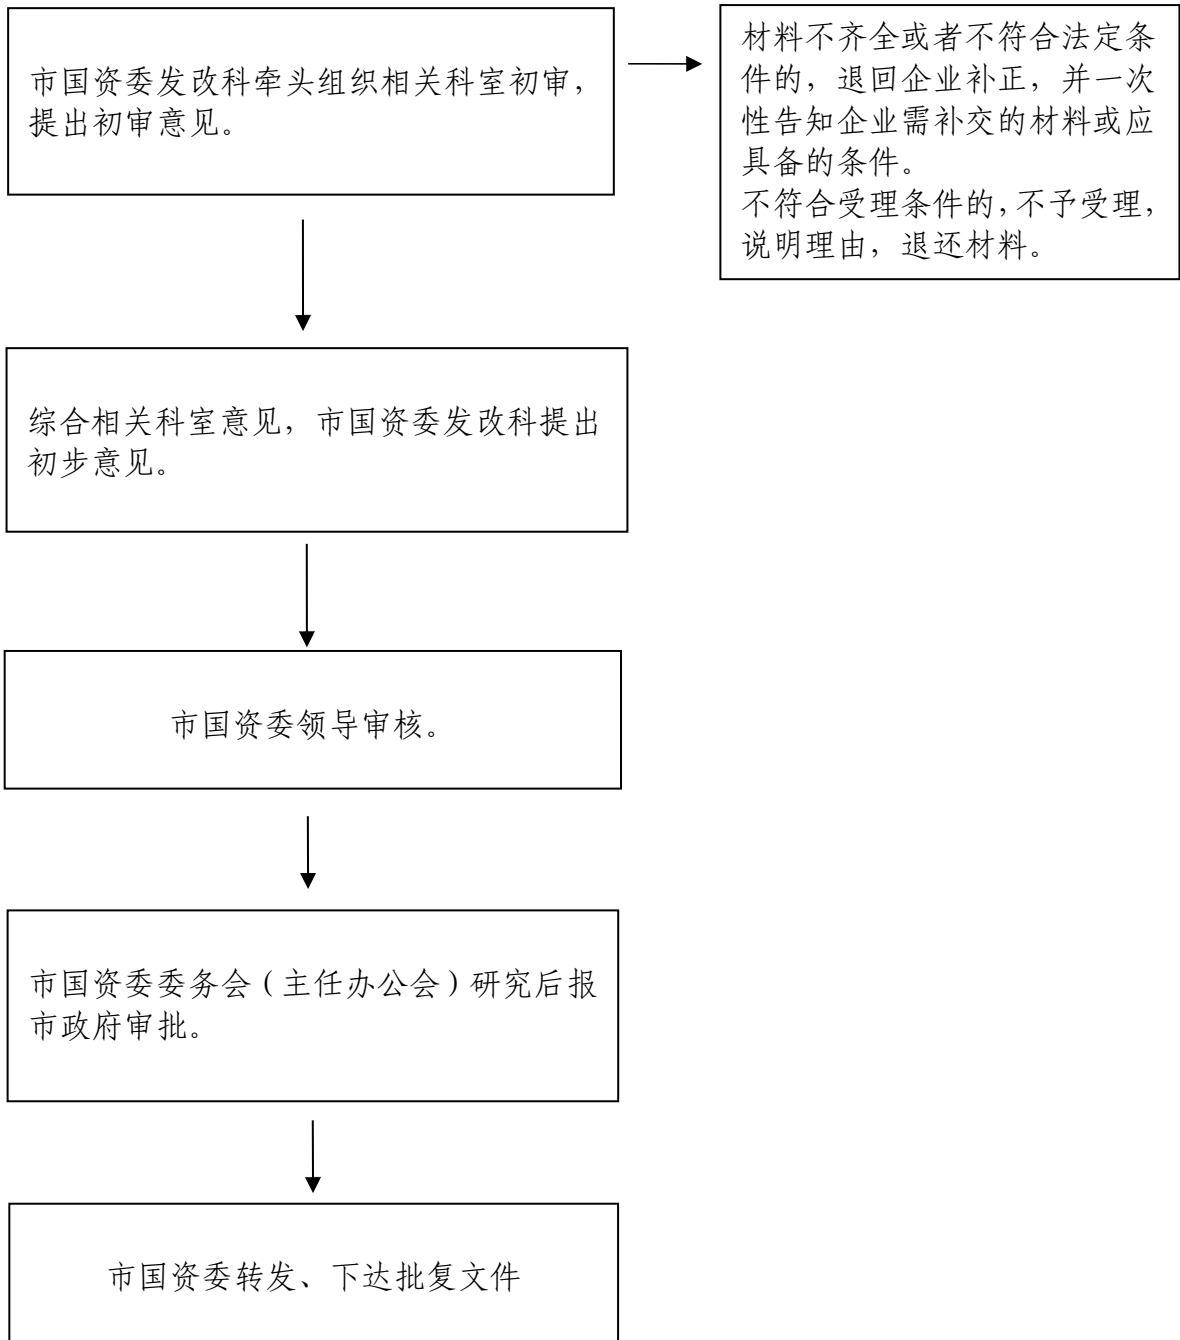 市国资委发改科牵头组织相关科室初审，
提出初审意见。
材料不齐全或者不符合法定条
件的，退回企业补正，并一次
性告知企业需补交的材料或应
具备的条件。
不符合受理条件的，不予受理，
说明理由，退还材料。
综合相关科室意见，市国资委发改科提出
初步意见。
市国资委领导审核。
市国资委委务会（主任办公会）研究后报
市政府审批。
市国资委转发、下达批复文件